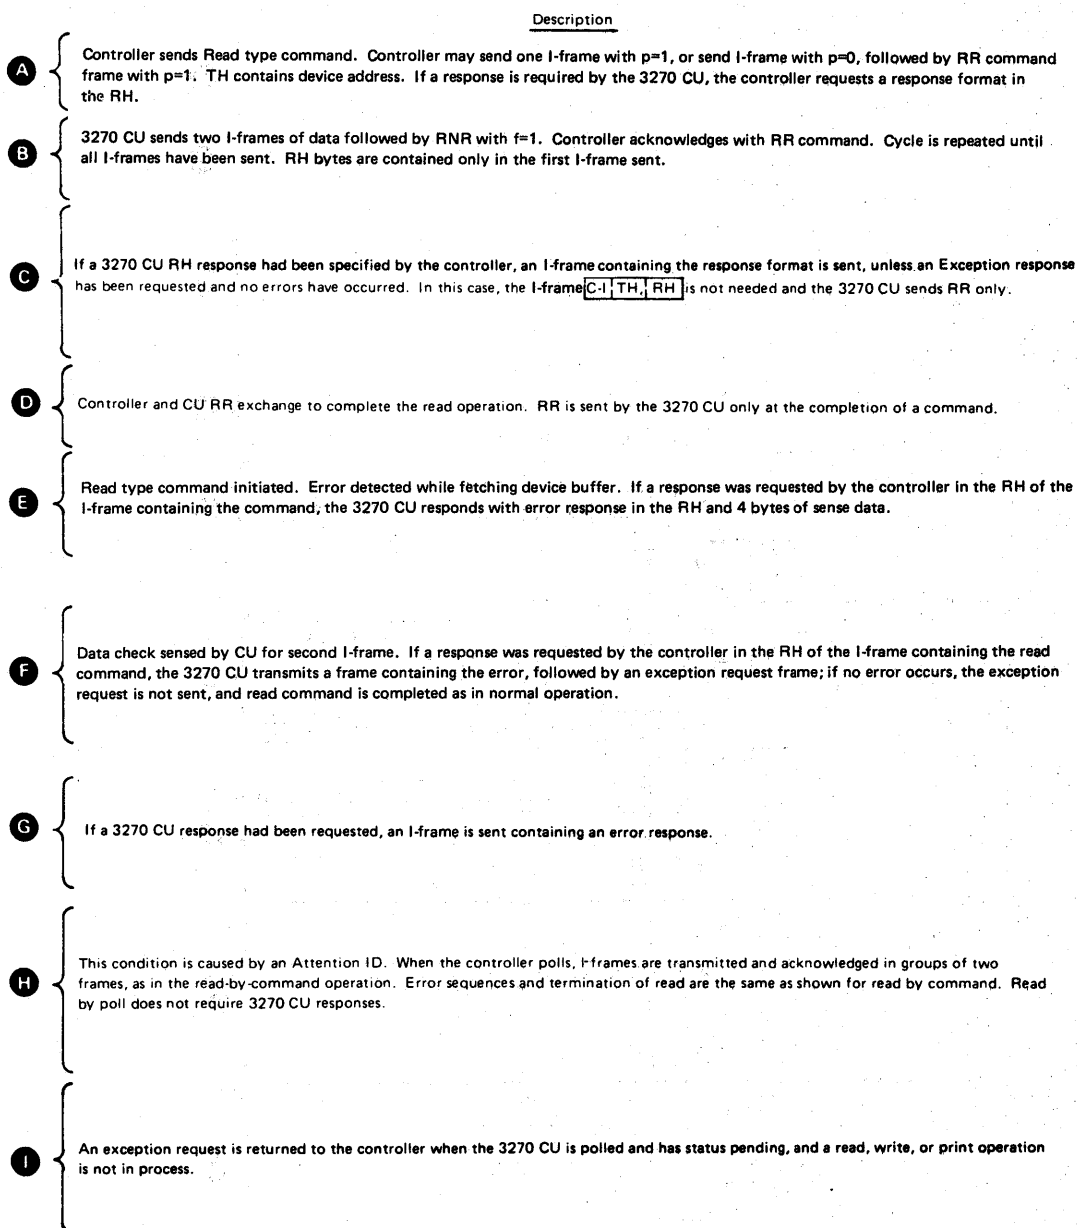 Description
A
Controller sends Read type command. Controller may send one I-frame with p=1, or send I-frame with p=0, followed by RR command
frame with p=1. TH contains device address. If a response is required by the 3270 CU, the controller requests a response format in
the RH.
B
3270 CU sends two I-frames of data followed by RNR with f=1. Controller acknowledges with RR command. Cycle is repeated until
all I-frames have been sent. RH bytes are contained only in the first I-frame sent.
C
If a 3270 CU RH response had been specified by the controller, an I-frame containing the response format is sent, unless an Exception response
has been requested and no errors have occurred. In this case, the I-frame C-I TH, RH is not needed and the 3270 CU sends RR only.
D
Controller and CU RR exchange to complete the read operation. RR is sent by the 3270 CU only at the completion of a command.
E
Read type command initiated. Error detected while fetching device buffer. If a response was requested by the controller in the RH of the
I-frame containing the command, the 3270 CU responds with error response in the RH and 4 bytes of sense data.
F
Data check sensed by CU for second I-frame. If a response was requested by the controller in the RH of the I-frame containing the read
command, the 3270 CU transmits a frame containing the error, followed by an exception request frame; if no error occurs, the exception
request is not sent, and read command is completed as in normal operation.
G
If a 3270 CU response had been requested, an I-frame is sent containing an error response.
H
This condition is caused by an Attention ID. When the controller polls, I-frames are transmitted and acknowledged in groups of two
frames, as in the read-by-command operation. Error sequences and termination of read are the same as shown for read by command. Read
by poll does not require 3270 CU responses.
I
An exception request is returned to the controller when the 3270 CU is polled and has status pending, and a read, write, or print operation
is not in process.